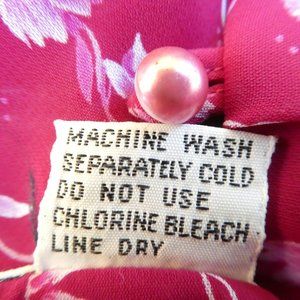 MACHINE WASH
SEPARATELY COLD
DO NOT USE
CHLORINE BLEACH
LINE DRY